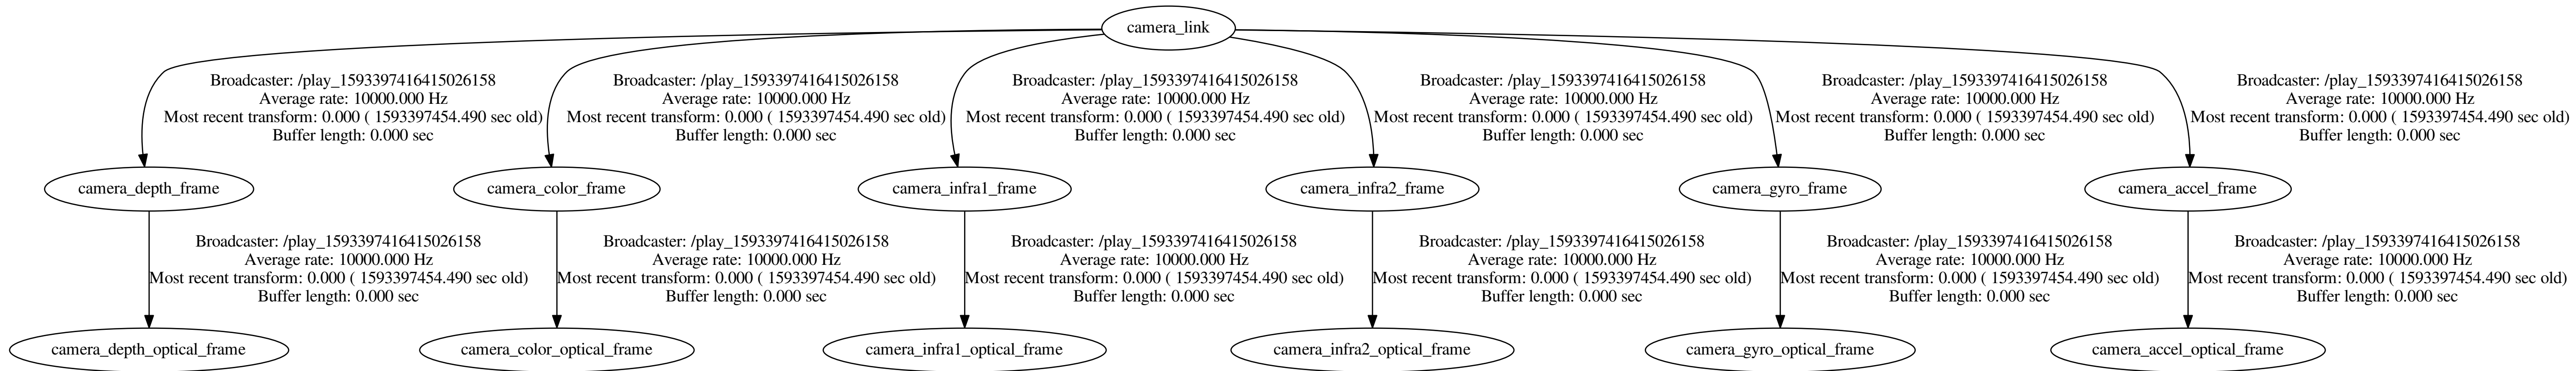 camera_link
Broadcaster: /play_1593397416415026158
Average rate: 10000.000 Hz
Most recent transform: 0.000 ( 1593397454.490 sec old)
Buffer length: 0.000 sec
Broadcaster: /play_1593397416415026158
Average rate: 10000.000 Hz
Most recent transform: 0.000 ( 1593397454.490 sec old)
Buffer length: 0.000 sec
Broadcaster: /play_1593397416415026158
Average rate: 10000.000 Hz
Most recent transform: 0.000 ( 1593397454.490 sec old)
Buffer length: 0.000 sec
Broadcaster: /play_1593397416415026158
Average rate: 10000.000 Hz
Most recent transform: 0.000 ( 1593397454.490 sec old)
Buffer length: 0.000 sec
Broadcaster: /play_1593397416415026158
Average rate: 10000.000 Hz
Most recent transform: 0.000 ( 1593397454.490 sec old)
Buffer length: 0.000 sec
Broadcaster: /play_1593397416415026158
Average rate: 10000.000 Hz
Most recent transform: 0.000 ( 1593397454.490 sec old)
Buffer length: 0.000 sec
camera_depth_frame
camera_color_frame
camera_infra1_frame
camera_infra2_frame
camera_gyro_frame
camera_accel_frame
Broadcaster: /play_1593397416415026158
Average rate: 10000.000 Hz
Most recent transform: 0.000 ( 1593397454.490 sec old)
Buffer length: 0.000 sec
Broadcaster: /play_1593397416415026158
Average rate: 10000.000 Hz
Most recent transform: 0.000 ( 1593397454.490 sec old)
Buffer length: 0.000 sec
Broadcaster: /play_1593397416415026158
Average rate: 10000.000 Hz
Most recent transform: 0.000 ( 1593397454.490 sec old)
Buffer length: 0.000 sec
Broadcaster: /play_1593397416415026158
Average rate: 10000.000 Hz
Most recent transform: 0.000 ( 1593397454.490 sec old)
Buffer length: 0.000 sec
Broadcaster: /play_1593397416415026158
Average rate: 10000.000 Hz
Most recent transform: 0.000 ( 1593397454.490 sec old)
Buffer length: 0.000 sec
Broadcaster: /play_1593397416415026158
Average rate: 10000.000 Hz
Most recent transform: 0.000 ( 1593397454.490 sec old)
Buffer length: 0.000 sec
camera_depth_optical_frame
camera_color_optical_frame
camera_infra1_optical_frame
camera_infra2_optical_frame
camera_gyro_optical_frame
camera_accel_optical_frame